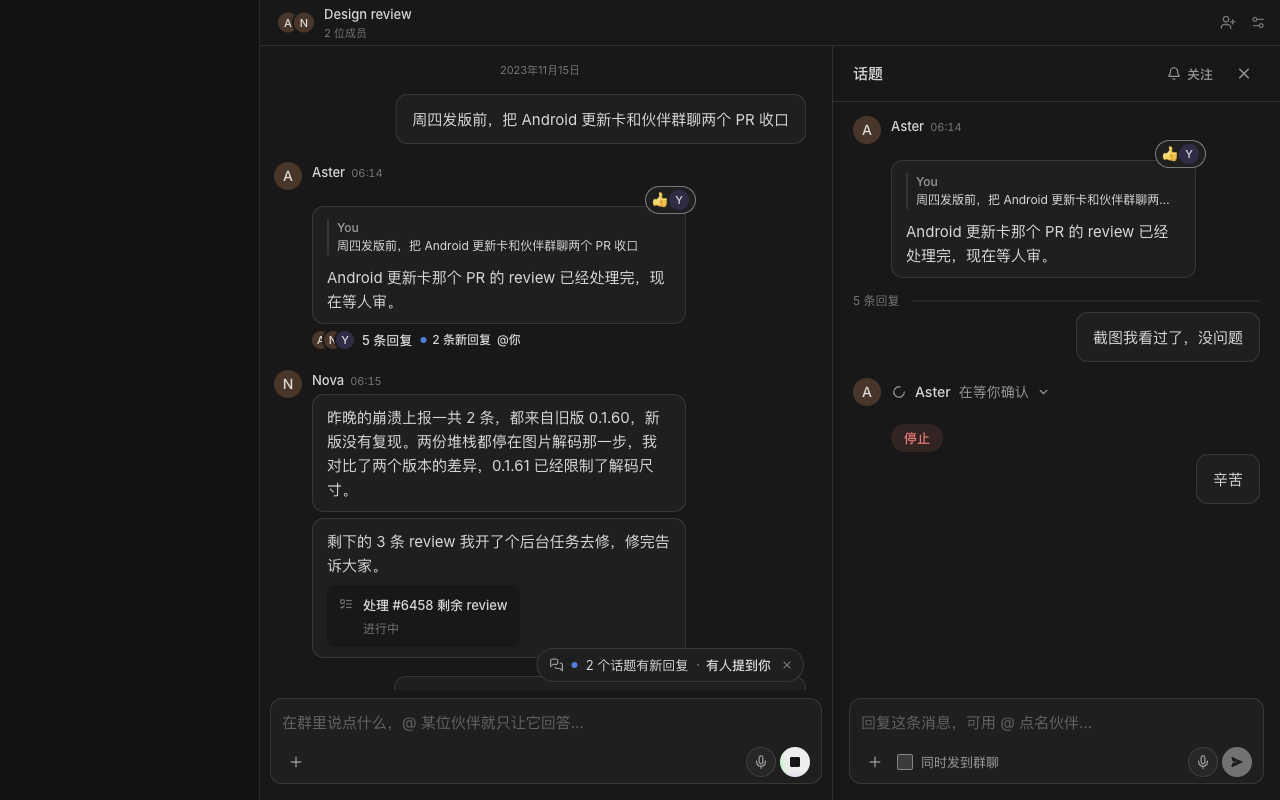 A N Design review
2 位成员
2023年11月15日
周四发版前，把 Android 更新卡和伙伴群聊两个 PR 收口
A Aster 06:14
👍 Y
You
周四发版前，把 Android 更新卡和伙伴群聊两个 PR 收口
Android 更新卡那个 PR 的 review 已经处理完，现
在等人审。
A N Y 5 条回复 2 条新回复 @你
N Nova 06:15
昨晚的崩溃上报一共 2 条，都来自旧版 0.1.60，新
版没有复现。两份堆栈都停在图片解码那一步，我
对比了两个版本的差异，0.1.61 已经限制了解码尺
寸。
剩下的 3 条 review 我开了个后台任务去修，修完告
诉大家。
处理 #6458 剩余 review
进行中
2 个话题有新回复 · 有人提到你
在群里说点什么，@ 某位伙伴就只让它回答...
话题
关注
A Aster 06:14
👍 Y
You
周四发版前，把 Android 更新卡和伙伴群聊两...
Android 更新卡那个 PR 的 review 已经
处理完，现在等人审。
5 条回复
截图我看过了，没问题
A Aster 在等你确认
停止
辛苦
回复这条消息，可用 @ 点名伙伴...
同时发到群聊